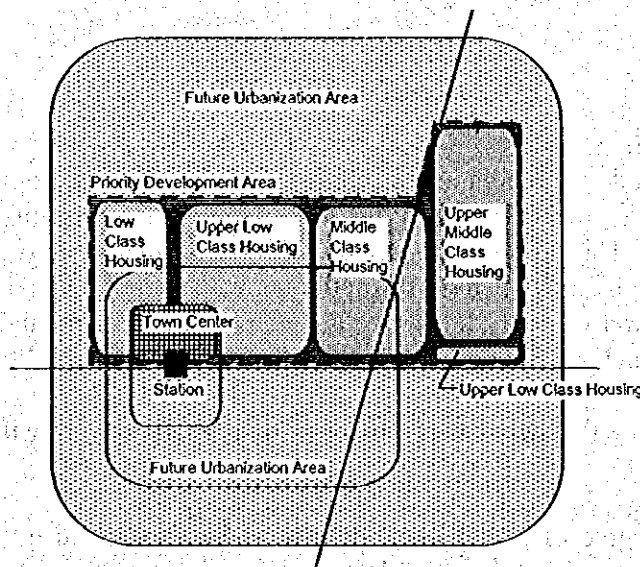 Future Urbanization Area
Priority Development Area
Low
Class
Housing
Upper Low
Class Housing
Middle
Class
Housing
Upper
Middle
Class
Housing
Town Center
Station
Upper Low Class Housing
Future Urbanization Area